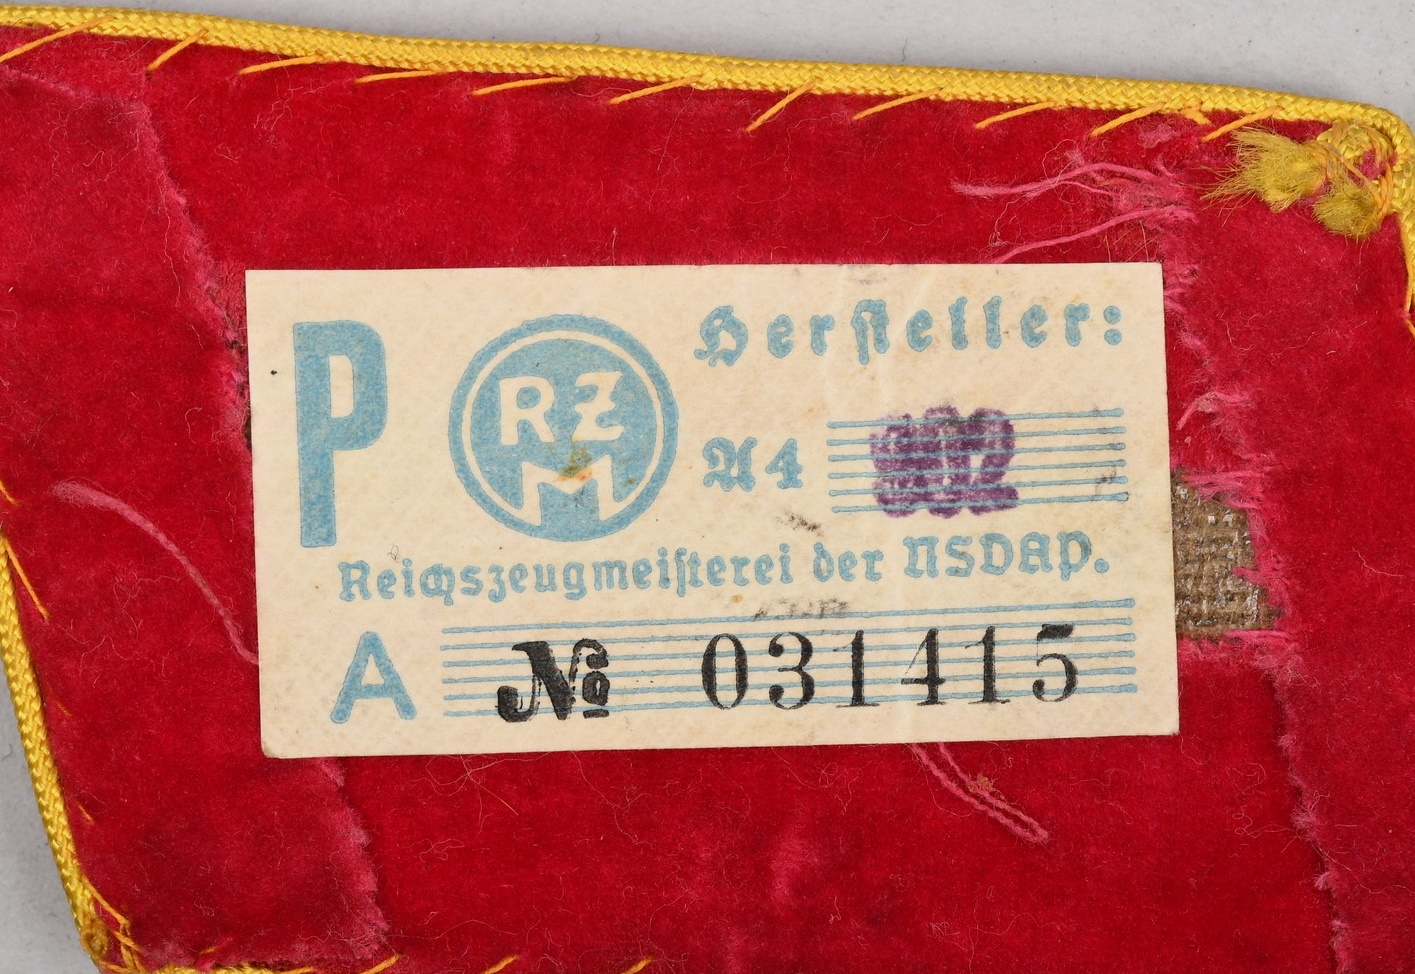 P
RZM
Hersteller:
A4
Reichszeugmeisterei der NSDAP.
A № 031415